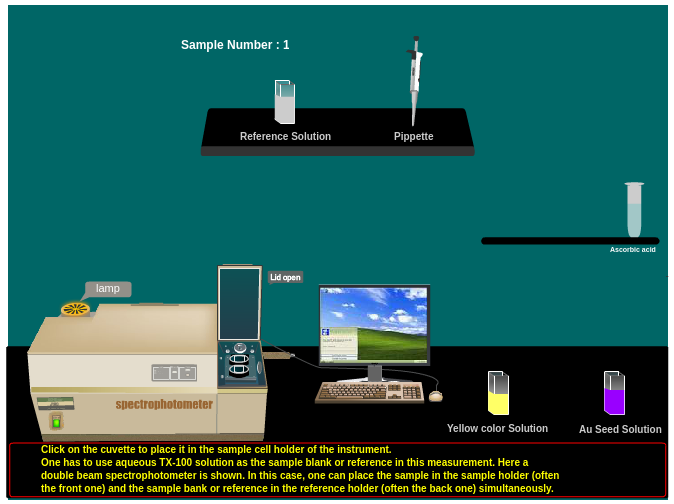 Sample Number : 1
Reference Solution
Pippette
Ascorbic acid
Lid open
lamp
spectrophotometer
Yellow color Solution
Au Seed Solution
Click on the cuvette to place it in the sample cell holder of the instrument.
One has to use aqueous TX-100 solution as the sample blank or reference in this measurement. Here a
double beam spectrophotometer is shown. In this case, one can place the sample in the sample holder (often
the front one) and the sample bank or reference in the reference holder (often the back one) simultaneously.